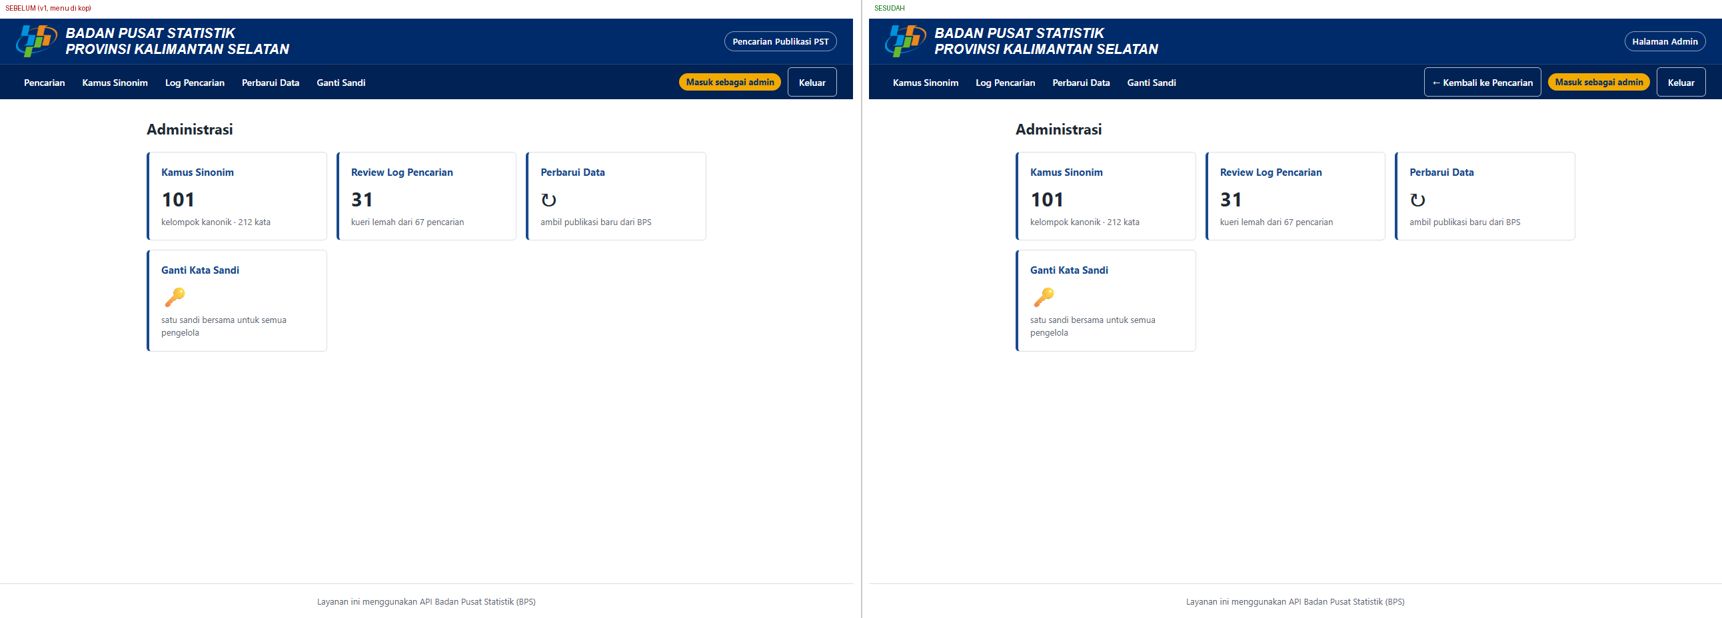 SEBELUM (v1, menu di kop)
BADAN PUSAT STATISTIK
PROVINSI KALIMANTAN SELATAN
Pencarian Publikasi PST
Pencarian Kamus Sinonim Log Pencarian Perbarui Data Ganti Sandi Masuk sebagai admin Keluar
Administrasi
Kamus Sinonim
101
kelompok kanonik · 212 kata
Review Log Pencarian
31
kueri lemah dari 67 pencarian
Perbarui Data
↻
ambil publikasi baru dari BPS
Ganti Kata Sandi
satu sandi bersama untuk semua
pengelola
Layanan ini menggunakan API Badan Pusat Statistik (BPS)
SESUDAH
BADAN PUSAT STATISTIK
PROVINSI KALIMANTAN SELATAN
Halaman Admin
Kamus Sinonim Log Pencarian Perbarui Data Ganti Sandi ← Kembali ke Pencarian Masuk sebagai admin Keluar
Administrasi
Kamus Sinonim
101
kelompok kanonik · 212 kata
Review Log Pencarian
31
kueri lemah dari 67 pencarian
Perbarui Data
↻
ambil publikasi baru dari BPS
Ganti Kata Sandi
satu sandi bersama untuk semua
pengelola
Layanan ini menggunakan API Badan Pusat Statistik (BPS)